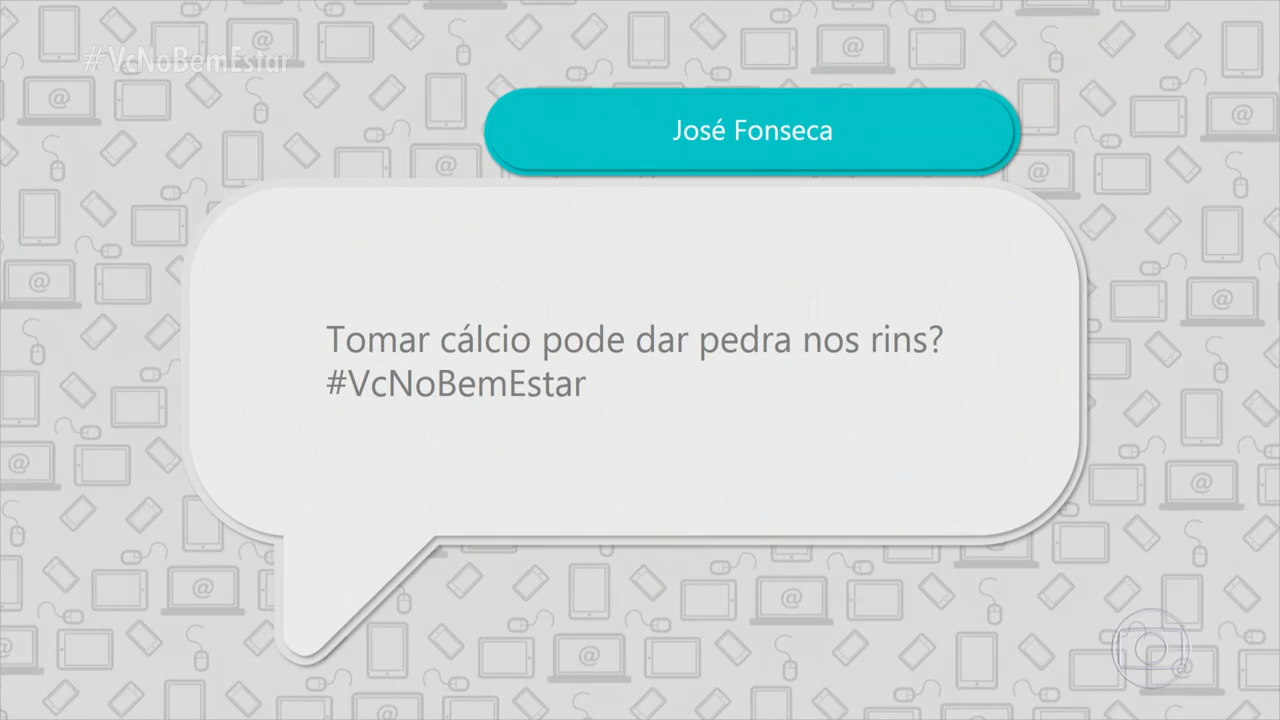 #VcNoBemEstar
José Fonseca
Tomar cálcio pode dar pedra nos rins?
#VcNoBemEstar